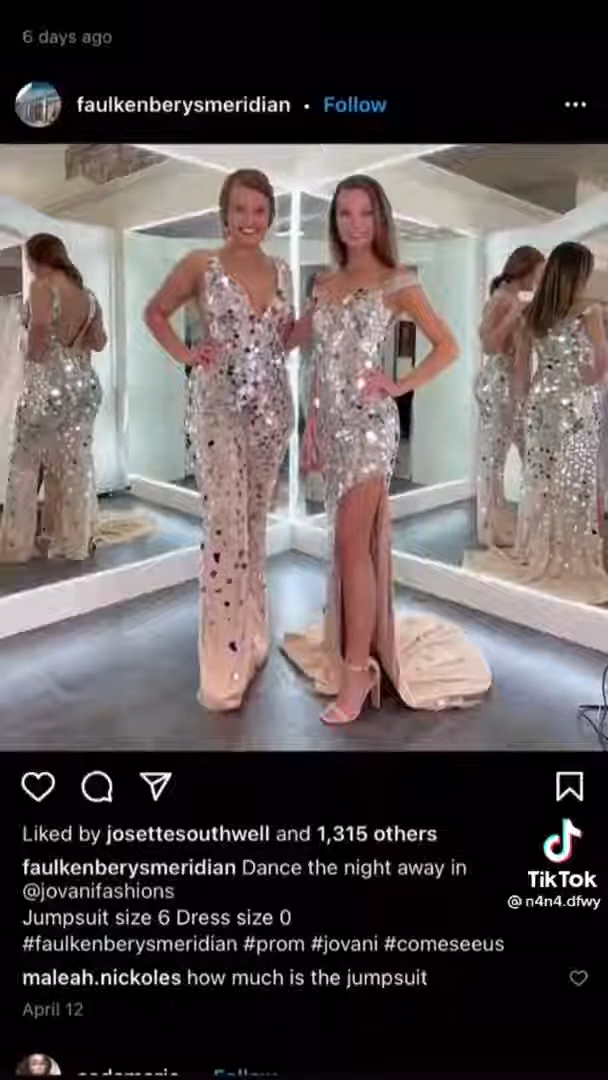 6 days ago
faulkenberysmeridian • Follow
Liked by josettesouthwell and 1,315 others
faulkenberysmeridian Dance the night away in
@jovanifashions
Jumpsuit size 6 Dress size 0
#faulkenberysmeridian #prom #jovani #comeseeus
maleah.nickoles how much is the jumpsuit
April 12
TikTok
@n4n4.dfwy
Follow